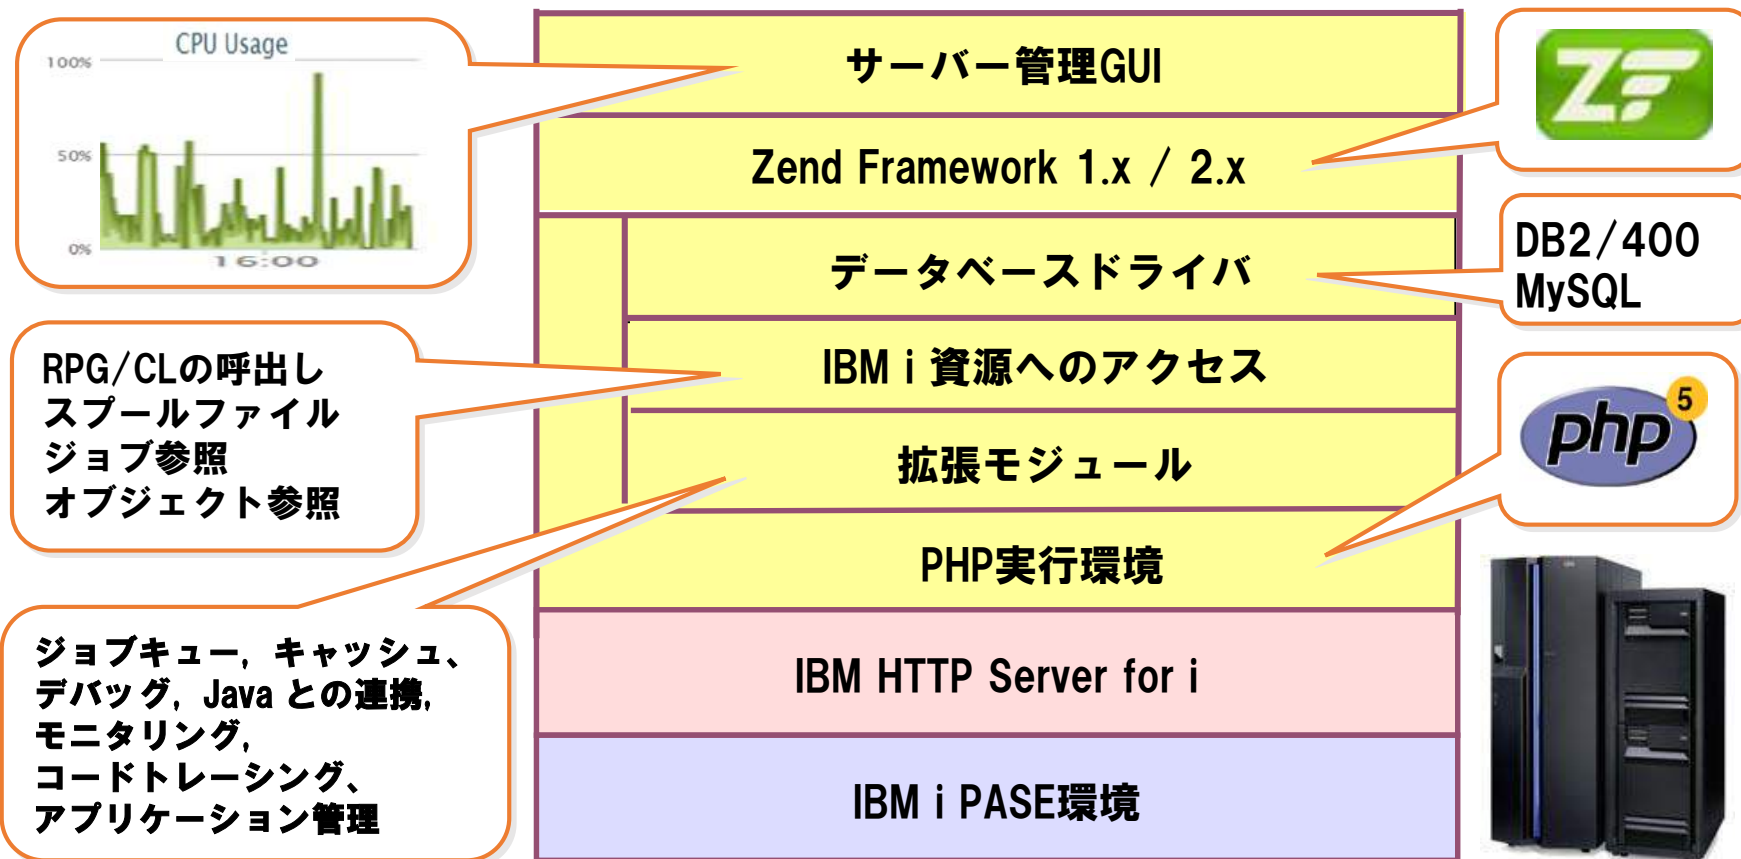 CPU Usage
100%
50%
0%
16:00
サーバー管理GUI
ZF
Zend Framework 1.x / 2.x
データベースドライバ
DB2/400
MySQL
RPG/CLの呼出し
スプールファイル
ジョブ参照
オブジェクト参照
IBM i 資源へのアクセス
拡張モジュール
php
5
PHP実行環境
ジョブキュー, キャッシュ、
デバッグ, Java との連携,
モニタリング,
コードトレーシング、
アプリケーション管理
IBM HTTP Server for i
IBM i PASE環境